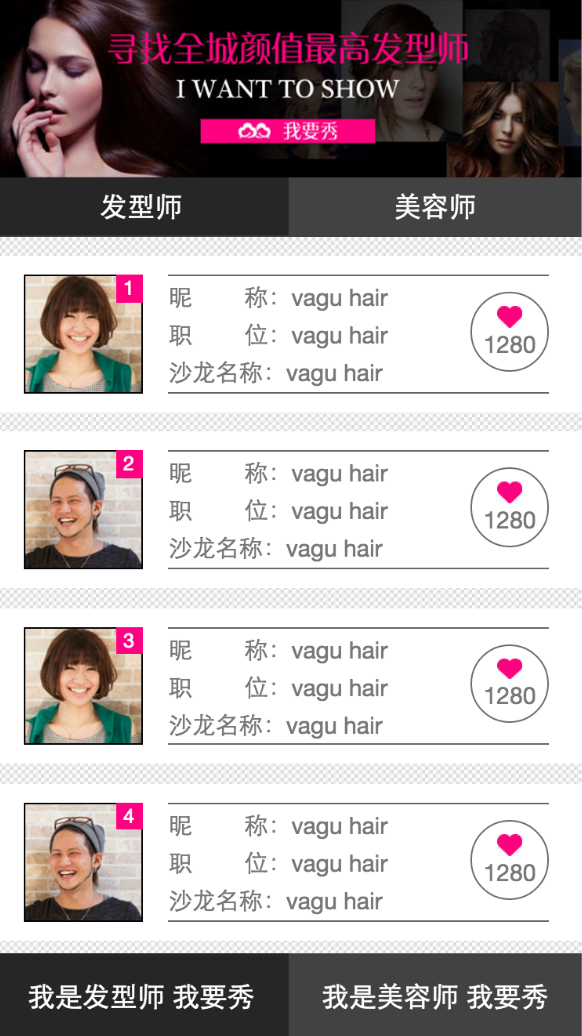 寻找全城颜值最高发型师
I WANT TO SHOW
我要秀
发型师 美容师
1
昵 称：vagu hair
职 位：vagu hair
沙龙名称：vagu hair
1280
2
昵 称：vagu hair
职 位：vagu hair
沙龙名称：vagu hair
1280
3
昵 称：vagu hair
职 位：vagu hair
沙龙名称：vagu hair
1280
4
昵 称：vagu hair
职 位：vagu hair
沙龙名称：vagu hair
1280
我是发型师 我要秀 我是美容师 我要秀